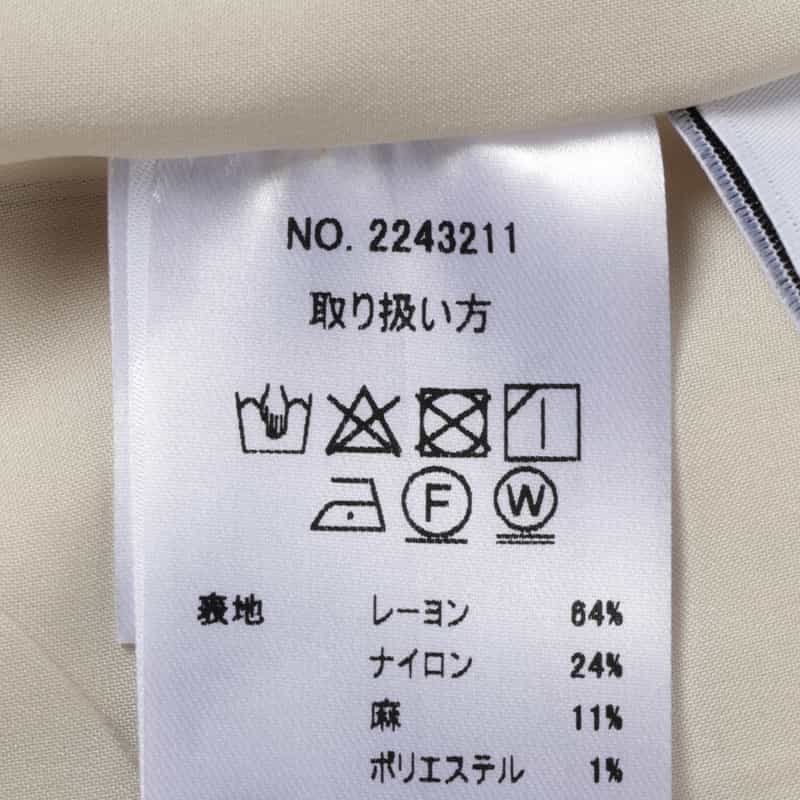 NO. 2243211
取り扱い方
F W
表地 レーヨン 64%
ナイロン 24%
麻 11%
ポリエステル 1%